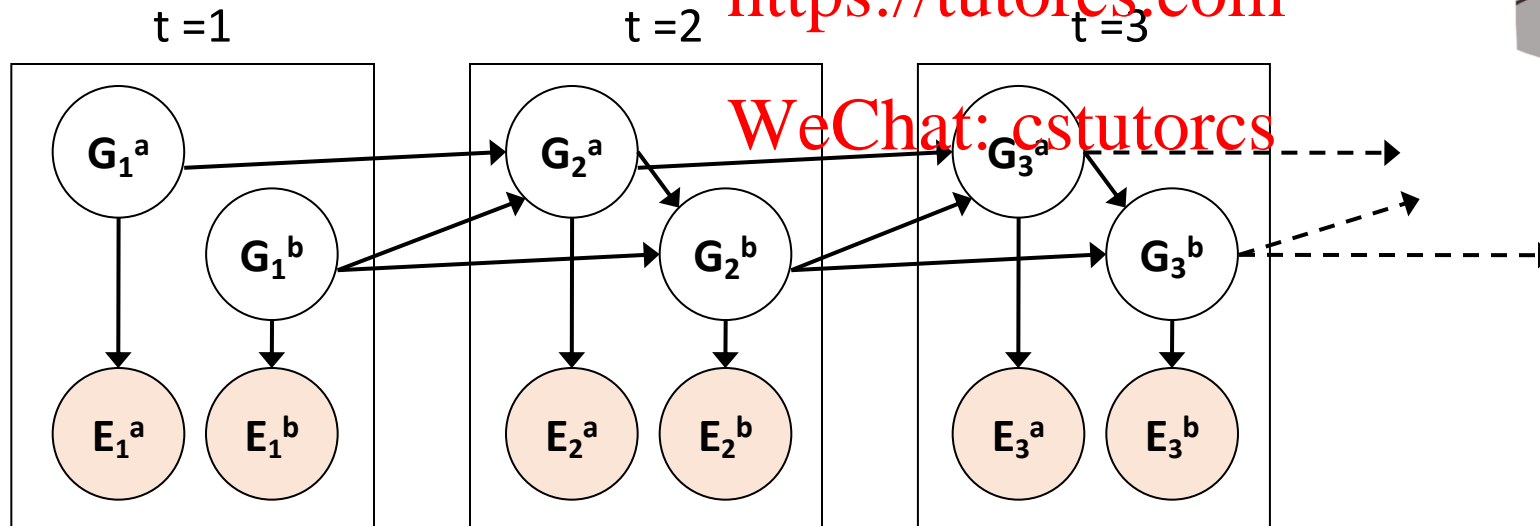 https://tutorcs.com
t =1
t =2
t =3
WeChat: cstutorcs
G₁ᵃ
G₂ᵃ
G₃ᵃ
G₁ᵇ
G₂ᵇ
G₃ᵇ
E₁ᵃ
E₁ᵇ
E₂ᵃ
E₂ᵇ
E₃ᵃ
E₃ᵇ